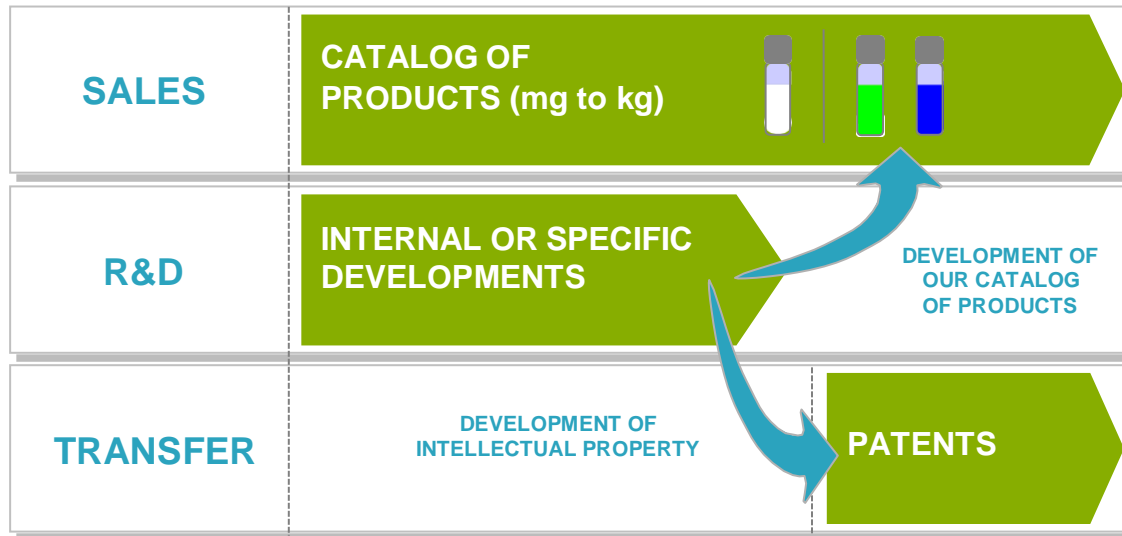 SALES
CATALOG OF
PRODUCTS (mg to kg)
R&D
INTERNAL OR SPECIFIC
DEVELOPMENTS
DEVELOPMENT OF
OUR CATALOG
OF PRODUCTS
TRANSFER
DEVELOPMENT OF
INTELLECTUAL PROPERTY
PATENTS